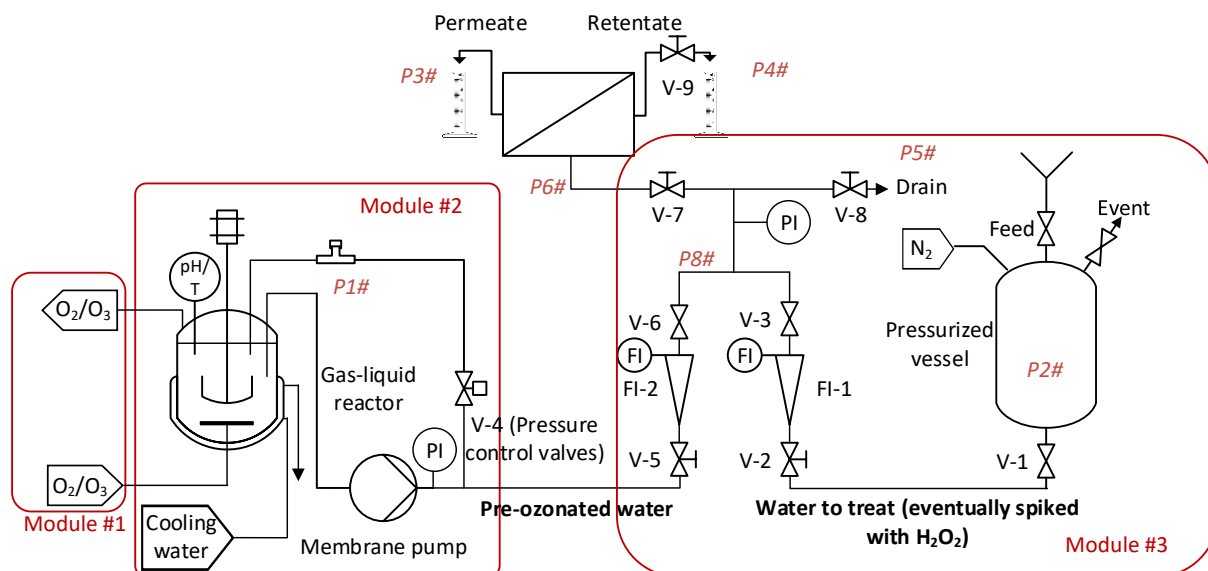 Permeate
Retentate
P3#
P4#
V-9
P5#
P6#
Module #2
V-7
V-8
Drain
PI
Feed
Event
N2
pH/
T
P1#
P8#
O2/O3
V-6
V-3
Pressurized
vessel
P2#
FI
FI
FI-2
FI-1
Gas-liquid
reactor
V-4 (Pressure
control valves)
PI
V-5
V-2
V-1
O2/O3
Module #1
Pre-ozonated water
Water to treat (eventually spiked
with H2O2)
Cooling
water
Membrane pump
Module #3